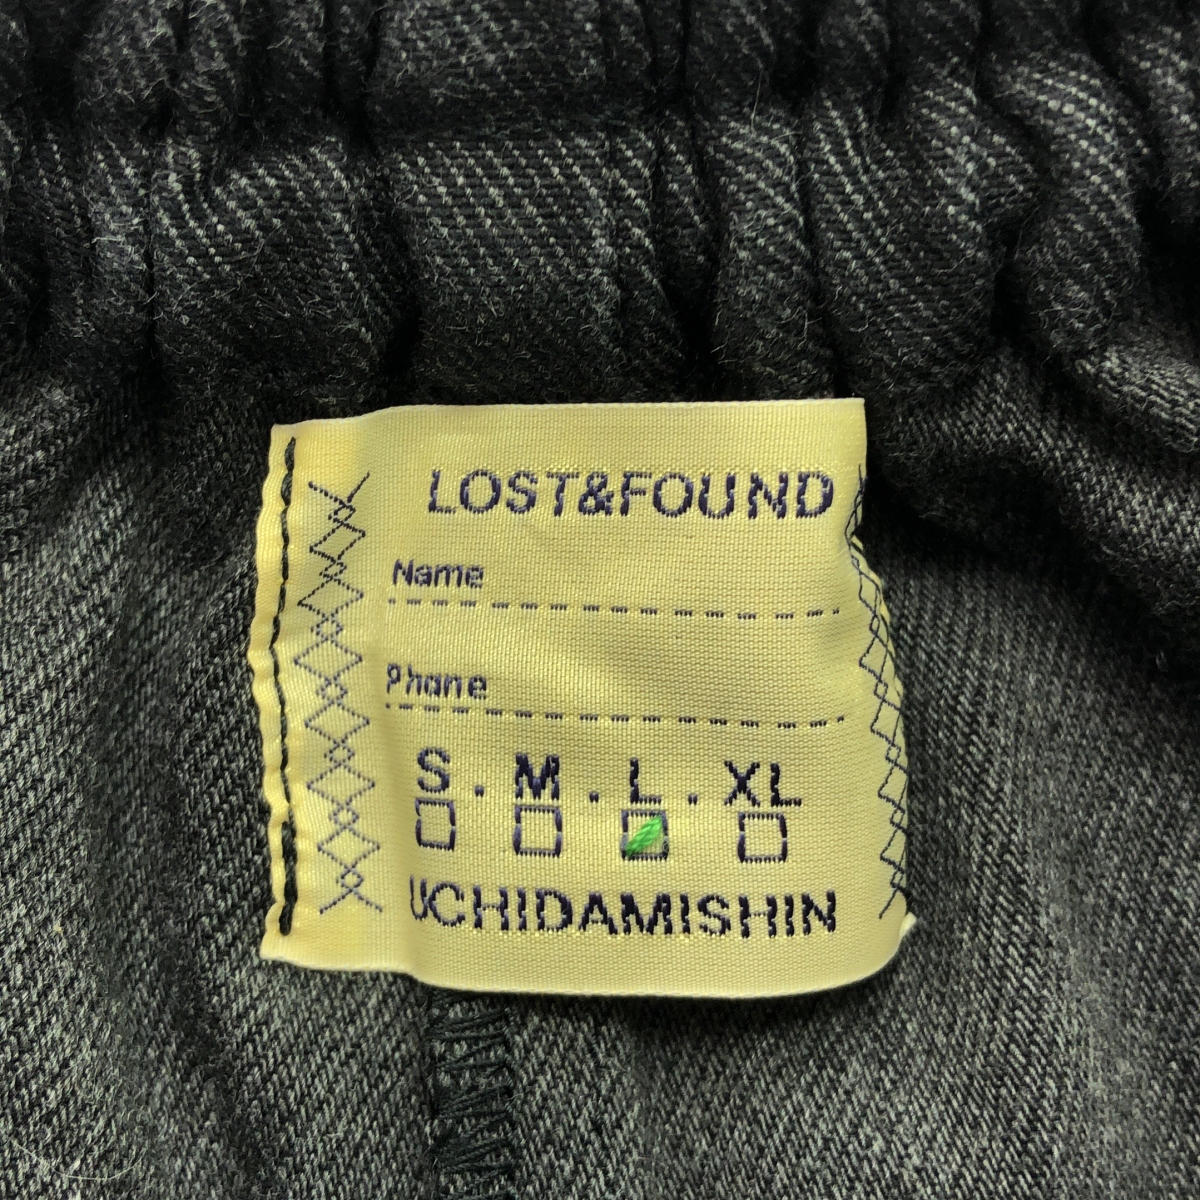 LOST&FOUND
Name
Phone
S . M . L . XL
UCHIDAMISHIN